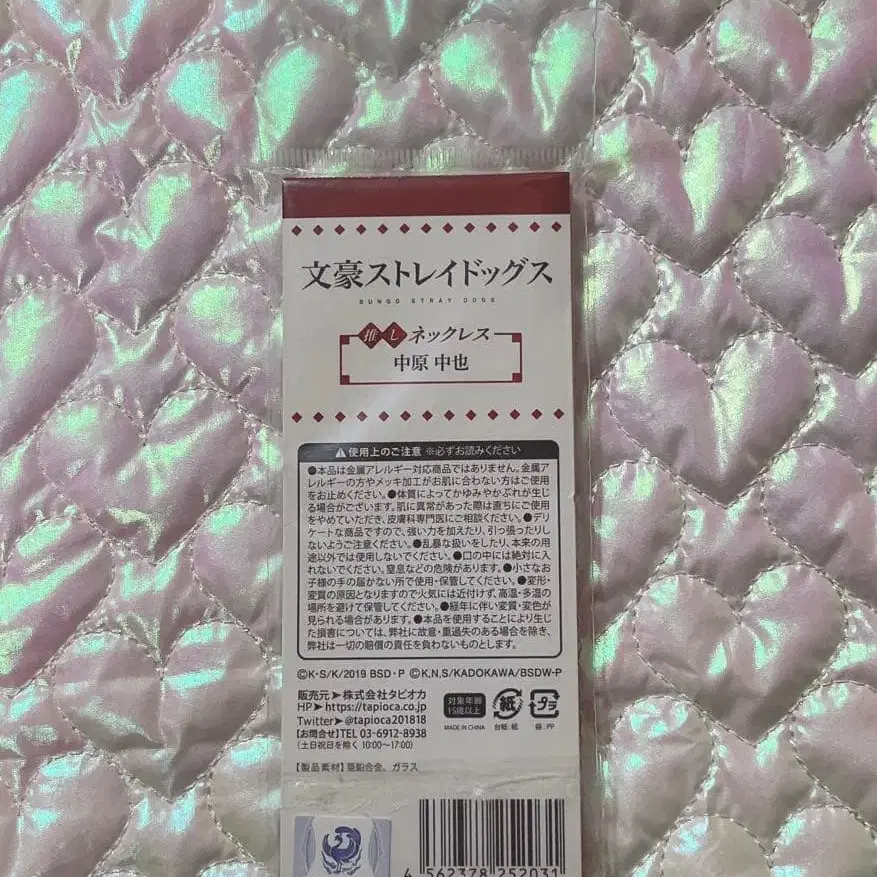 文豪ストレイドッグス
BUNGO STRAY DOGS
推しネックレス
中原 中也
使用上のご注意 ※必ずお読みください
●本品は金属アレルギー対応商品ではありません。金属ア
レルギーの方やメッキ加工がお肌に合わない方はご使用
をお止めください。●体質によってかゆみやかぶれが生じ
る場合がございます。肌に異常があった際は直ちにご使用
をやめていただき、皮膚科専門医にご相談ください。●デリ
ケートな商品ですので、強い力を加えたり、引っ張ったりし
ないようご注意ください。●乱暴な扱いをしたり、本来の用
途以外では使用しないでください。●口の中には絶対に入
れないでください。窒息などの危険があります。●小さなお
子様の手の届かない所で使用・保管してください。●変形・
変質の原因となりますので火気には近付けず、高温・多湿の
場所を避けて保管してください。●経年に伴い変質・変色が
見られる場合があります。●本品を使用することにより生じ
た損害については、弊社に故意・重過失のある場合を除き、
弊社は一切の賠償の責任を負わないものとします。
©K・S/K/2019 BSD・P ©K.N,S/KADOKAWA/BSDW-P
販売元➤株式会社タピオカ
HP➤https://tapioca.co.jp
Twitter➤@tapioca201818
【お問合せ】TEL 03-6912-8938
(土日祝日を除く 10:00~17:00)
対象年齢
15歳以上
MADE IN CHINA
紙
台紙:紙
プラ
袋:PP
【製品素材】亜鉛合金、ガラス
4 562378 252031